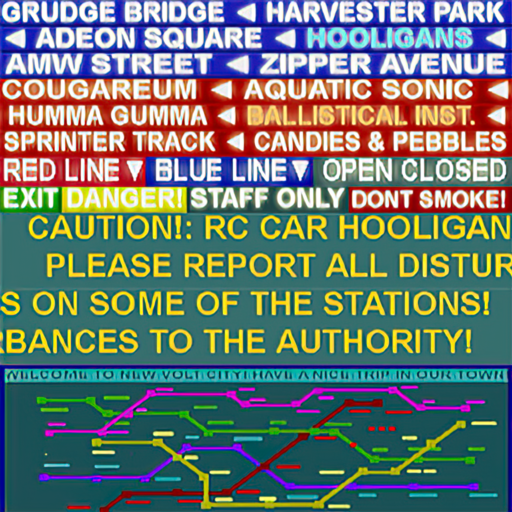 GRUDGE BRIDGE ◄ HARVESTER PARK
◄ ADEON SQUARE ◄ HOOLIGANS ◄
AMW STREET ◄ ZIPPER AVENUE
COUGAREUM ◄ AQUATIC SONIC ◄
HUMMA GUMMA ◄ BALLISTICAL INST. ◄
SPRINTER TRACK ◄ CANDIES & PEBBLES
RED LINE▼ BLUE LINE▼ OPEN CLOSED
EXIT DANGER! STAFF ONLY DONT SMOKE!
CAUTION!: RC CAR HOOLIGAN
PLEASE REPORT ALL DISTUR
S ON SOME OF THE STATIONS!
RBANCES TO THE AUTHORITY!
WELCOME TO NEW VOLT CITY! HAVE A NICE TRIP IN OUR TOWN